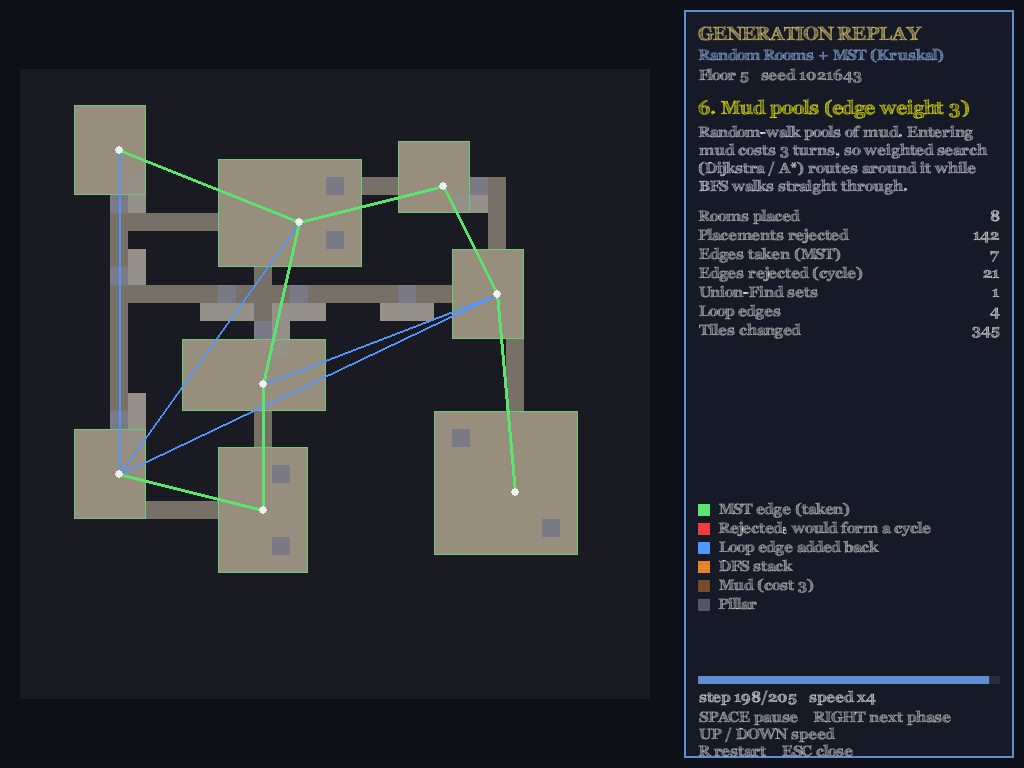 GENERATION REPLAY
Random Rooms + MST (Kruskal)
Floor 5 seed 1021643
6. Mud pools (edge weight 3)
Random-walk pools of mud. Entering
mud costs 3 turns, so weighted search
(Dijkstra / A*) routes around it while
BFS walks straight through.
Rooms placed 8
Placements rejected 142
Edges taken (MST) 7
Edges rejected (cycle) 21
Union-Find sets 1
Loop edges 4
Tiles changed 345
MST edge (taken)
Rejected: would form a cycle
Loop edge added back
DFS stack
Mud (cost 3)
Pillar
step 198/205 speed x4
SPACE pause RIGHT next phase
UP / DOWN speed
R restart ESC close